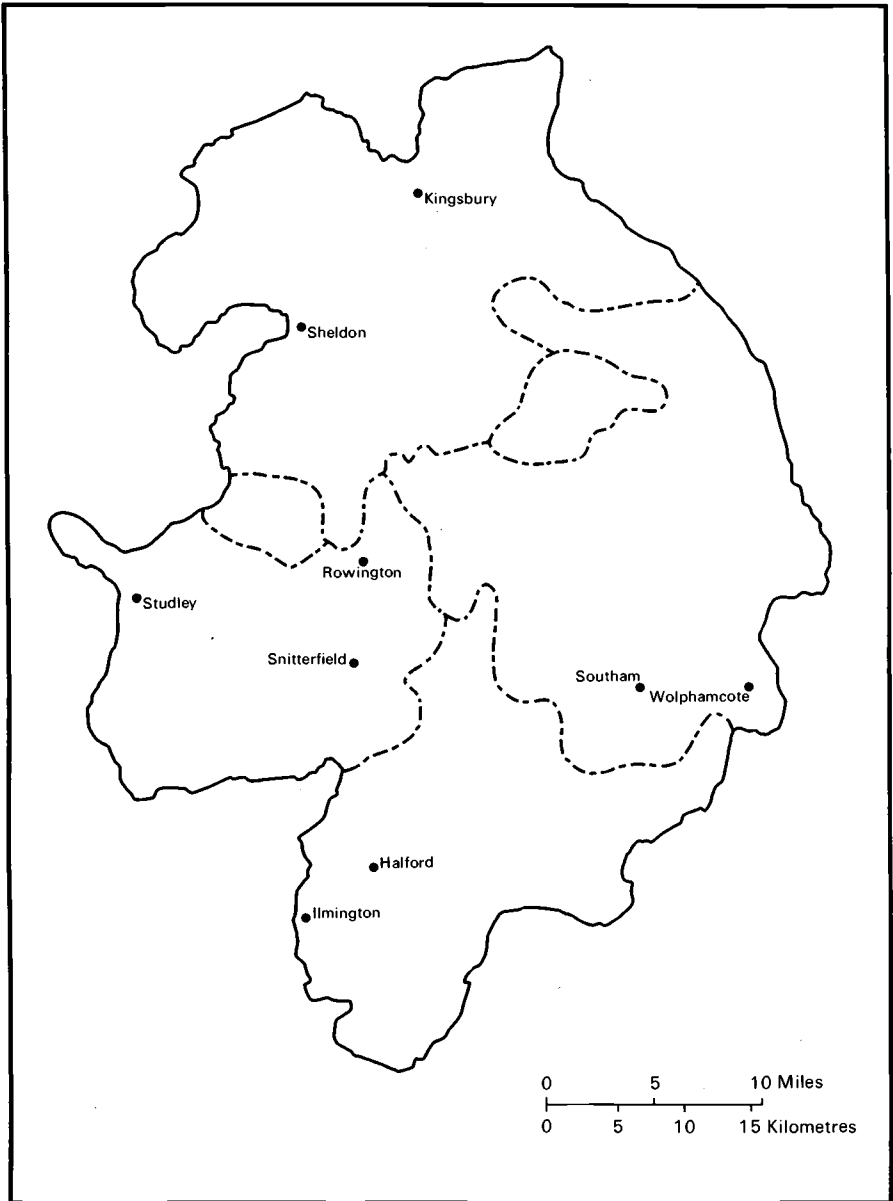 Kingsbury
Sheldon
Rowington
Studley
Snitterfield
Southam
Wolphamcote
Halford
Ilmington
0 5 10 Miles
0 5 10 15 Kilometres